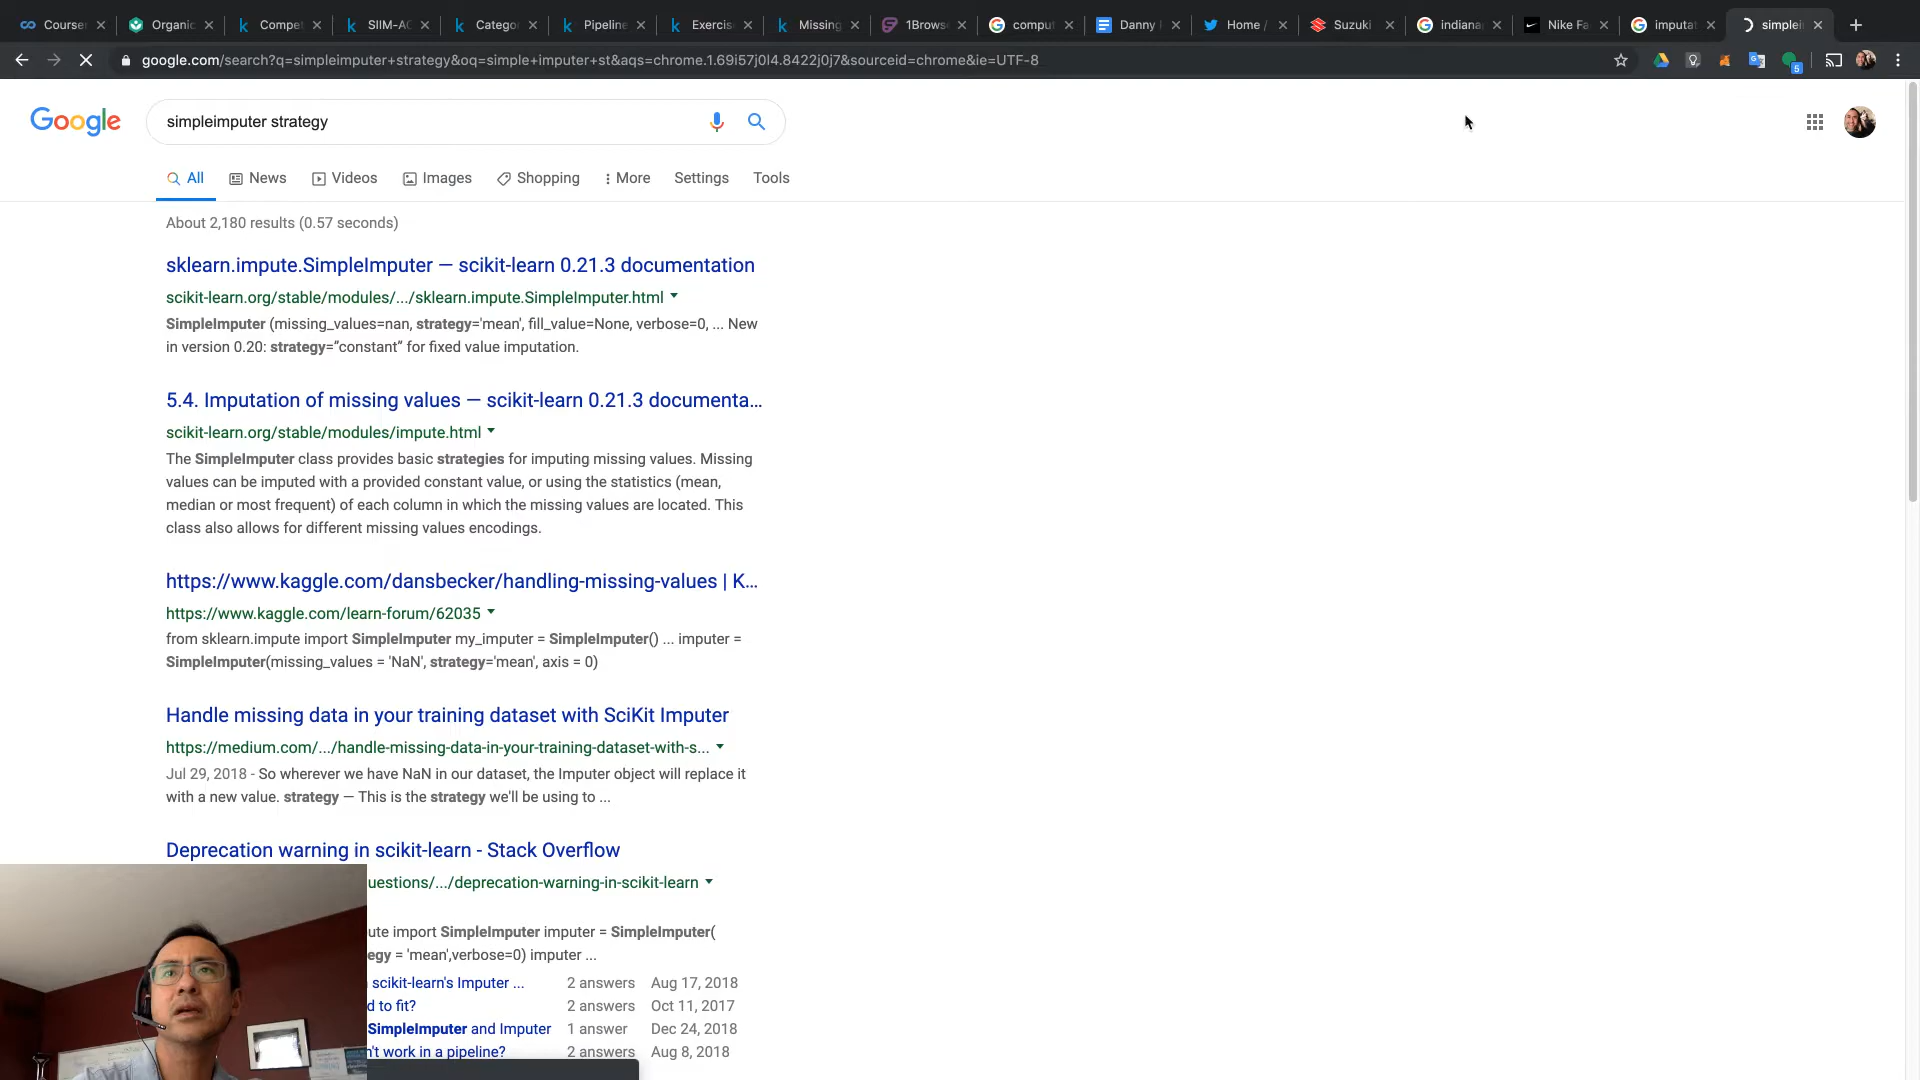 Course
Organic
Compet
SIIM-AC
Catego
Pipeline
Exercis
Missing
1Brows
comput
Danny
Home /
Suzuki
indiana
Nike Fa
imputat
simplei
google.com/search?q=simpleimputer+strategy&oq=simple+imputer+st&aqs=chrome.1.69i57j0l4.8422j0j7&sourceid=chrome&ie=UTF-8
5
Google
simpleimputer strategy
All
News
Videos
Images
Shopping
More
Settings
Tools
About 2,180 results (0.57 seconds)
sklearn.impute.SimpleImputer — scikit-learn 0.21.3 documentation
scikit-learn.org/stable/modules/.../sklearn.impute.SimpleImputer.html
SimpleImputer (missing_values=nan, strategy='mean', fill_value=None, verbose=0, ... New
in version 0.20: strategy=”constant” for fixed value imputation.
5.4. Imputation of missing values — scikit-learn 0.21.3 documenta...
scikit-learn.org/stable/modules/impute.html
The SimpleImputer class provides basic strategies for imputing missing values. Missing
values can be imputed with a provided constant value, or using the statistics (mean,
median or most frequent) of each column in which the missing values are located. This
class also allows for different missing values encodings.
https://www.kaggle.com/dansbecker/handling-missing-values | K...
https://www.kaggle.com/learn-forum/62035
from sklearn.impute import SimpleImputer my_imputer = SimpleImputer() ... imputer =
SimpleImputer(missing_values = 'NaN', strategy='mean', axis = 0)
Handle missing data in your training dataset with SciKit Imputer
https://medium.com/.../handle-missing-data-in-your-training-dataset-with-s...
Jul 29, 2018 - So wherever we have NaN in our dataset, the Imputer object will replace it
with a new value. strategy — This is the strategy we'll be using to ...
Deprecation warning in scikit-learn - Stack Overflow
uestions/.../deprecation-warning-in-scikit-learn
ute import SimpleImputer imputer = SimpleImputer(
egy = 'mean',verbose=0) imputer ...
scikit-learn's Imputer ... 2 answers Aug 17, 2018
d to fit? 2 answers Oct 11, 2017
SimpleImputer and Imputer 1 answer Dec 24, 2018
n't work in a pipeline? 2 answers Aug 8, 2018